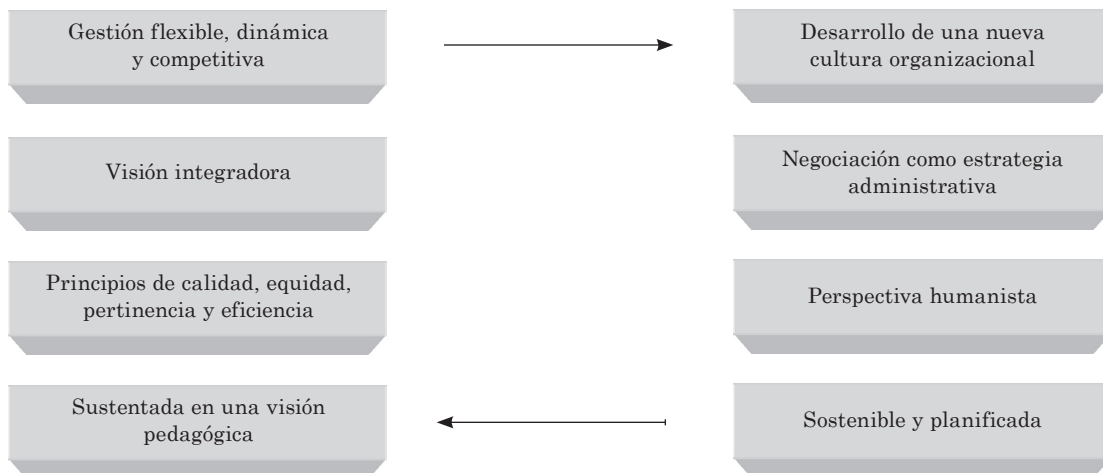 Gestión flexible, dinámica
y competitiva
Desarrollo de una nueva
cultura organizacional
Visión integradora
Negociación como estrategia
administrativa
Principios de calidad, equidad,
pertinencia y eficiencia
Perspectiva humanista
Sustentada en una visión
pedagógica
Sostenible y planificada